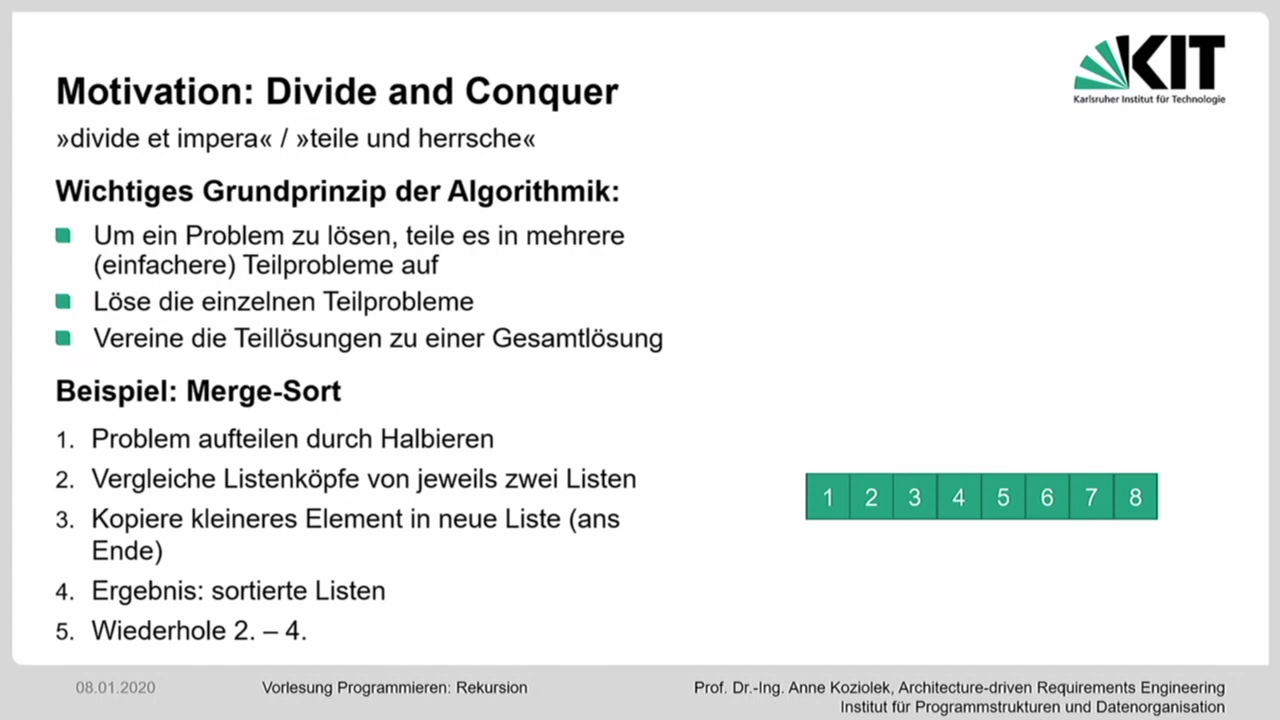 KIT
Karlsruher Institut für Technologie
Motivation: Divide and Conquer
»divide et impera« / »teile und herrsche«
Wichtiges Grundprinzip der Algorithmik:
Um ein Problem zu lösen, teile es in mehrere
(einfachere) Teilprobleme auf
Löse die einzelnen Teilprobleme
Vereine die Teillösungen zu einer Gesamtlösung
Beispiel: Merge-Sort
1. Problem aufteilen durch Halbieren
2. Vergleiche Listenköpfe von jeweils zwei Listen
3. Kopiere kleineres Element in neue Liste (ans
Ende)
4. Ergebnis: sortierte Listen
5. Wiederhole 2. – 4.
1 2 3 4 5 6 7 8
08.01.2020
Vorlesung Programmieren: Rekursion
Prof. Dr.-Ing. Anne Koziolek, Architecture-driven Requirements Engineering
Institut für Programmstrukturen und Datenorganisation